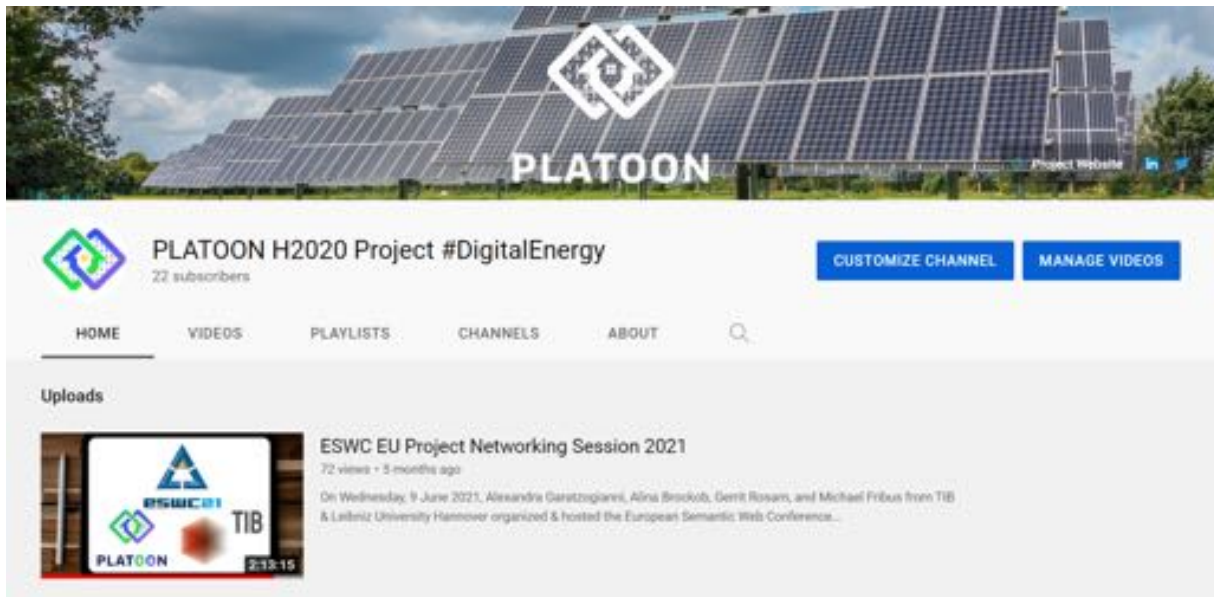 PLATOON
Project Website in
PLATOON H2020 Project #DigitalEnergy
22 subscribers
CUSTOMIZE CHANNEL MANAGE VIDEOS
HOME VIDEOS PLAYLISTS CHANNELS ABOUT
Uploads
ESWC EU Project Networking Session 2021
72 views • 5 months ago
On Wednesday, 9 June 2021, Alexandra Garatzogianni, Alina Brockob, Gerrit Rosam, and Michael Fribus from TIB
& Leibniz University Hannover organized & hosted the European Semantic Web Conference...
eswc21
TIB
PLATOON
2:13:15